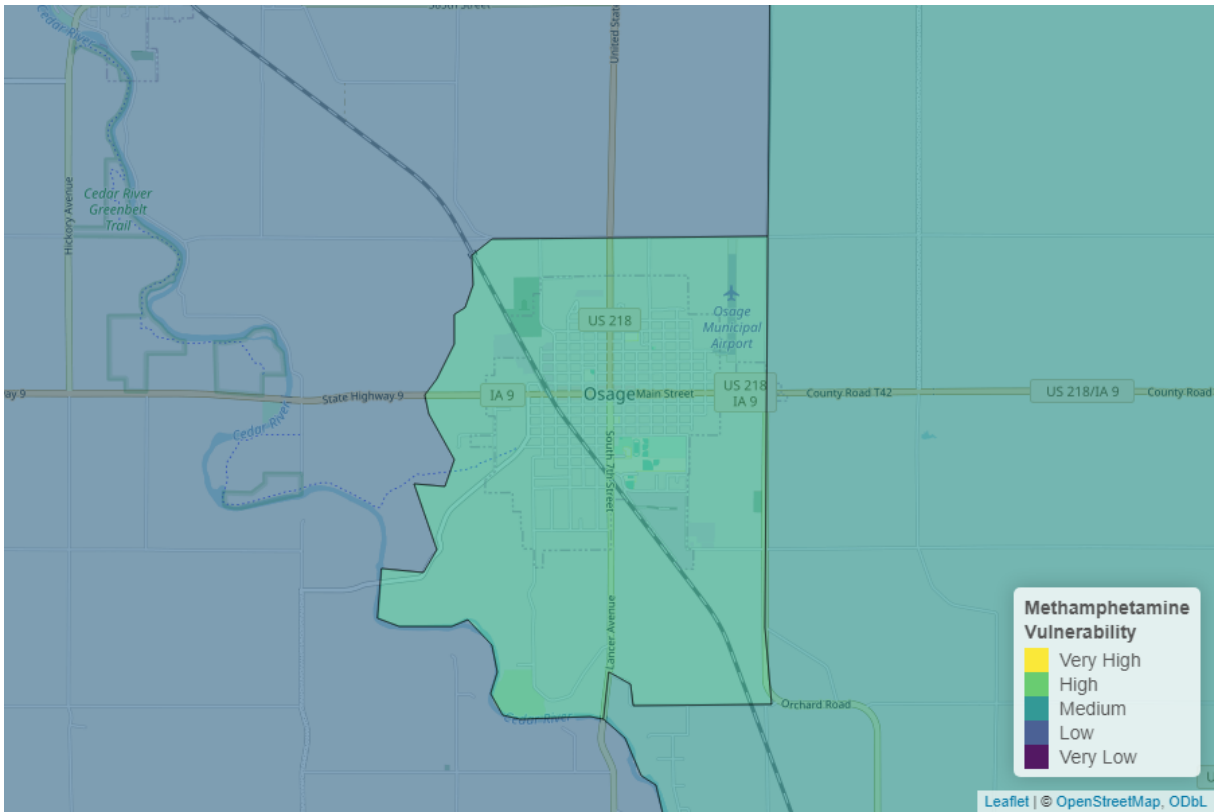 Cedar River
United Stat
Hickory Avenue
Cedar River
Greenbelt
Trail
US 218
Osage
Municipal
Airport
way 9
State Highway 9
IA 9
Osage
Main Street
US 218
IA 9
County Road T42
US 218/IA 9
County Road
Cedar River
South 7th Street
Lancer Avenue
Orchard Road
Cedar River
Methamphetamine
Vulnerability
Very High
High
Medium
Low
Very Low
Leaflet | © OpenStreetMap, ODbL